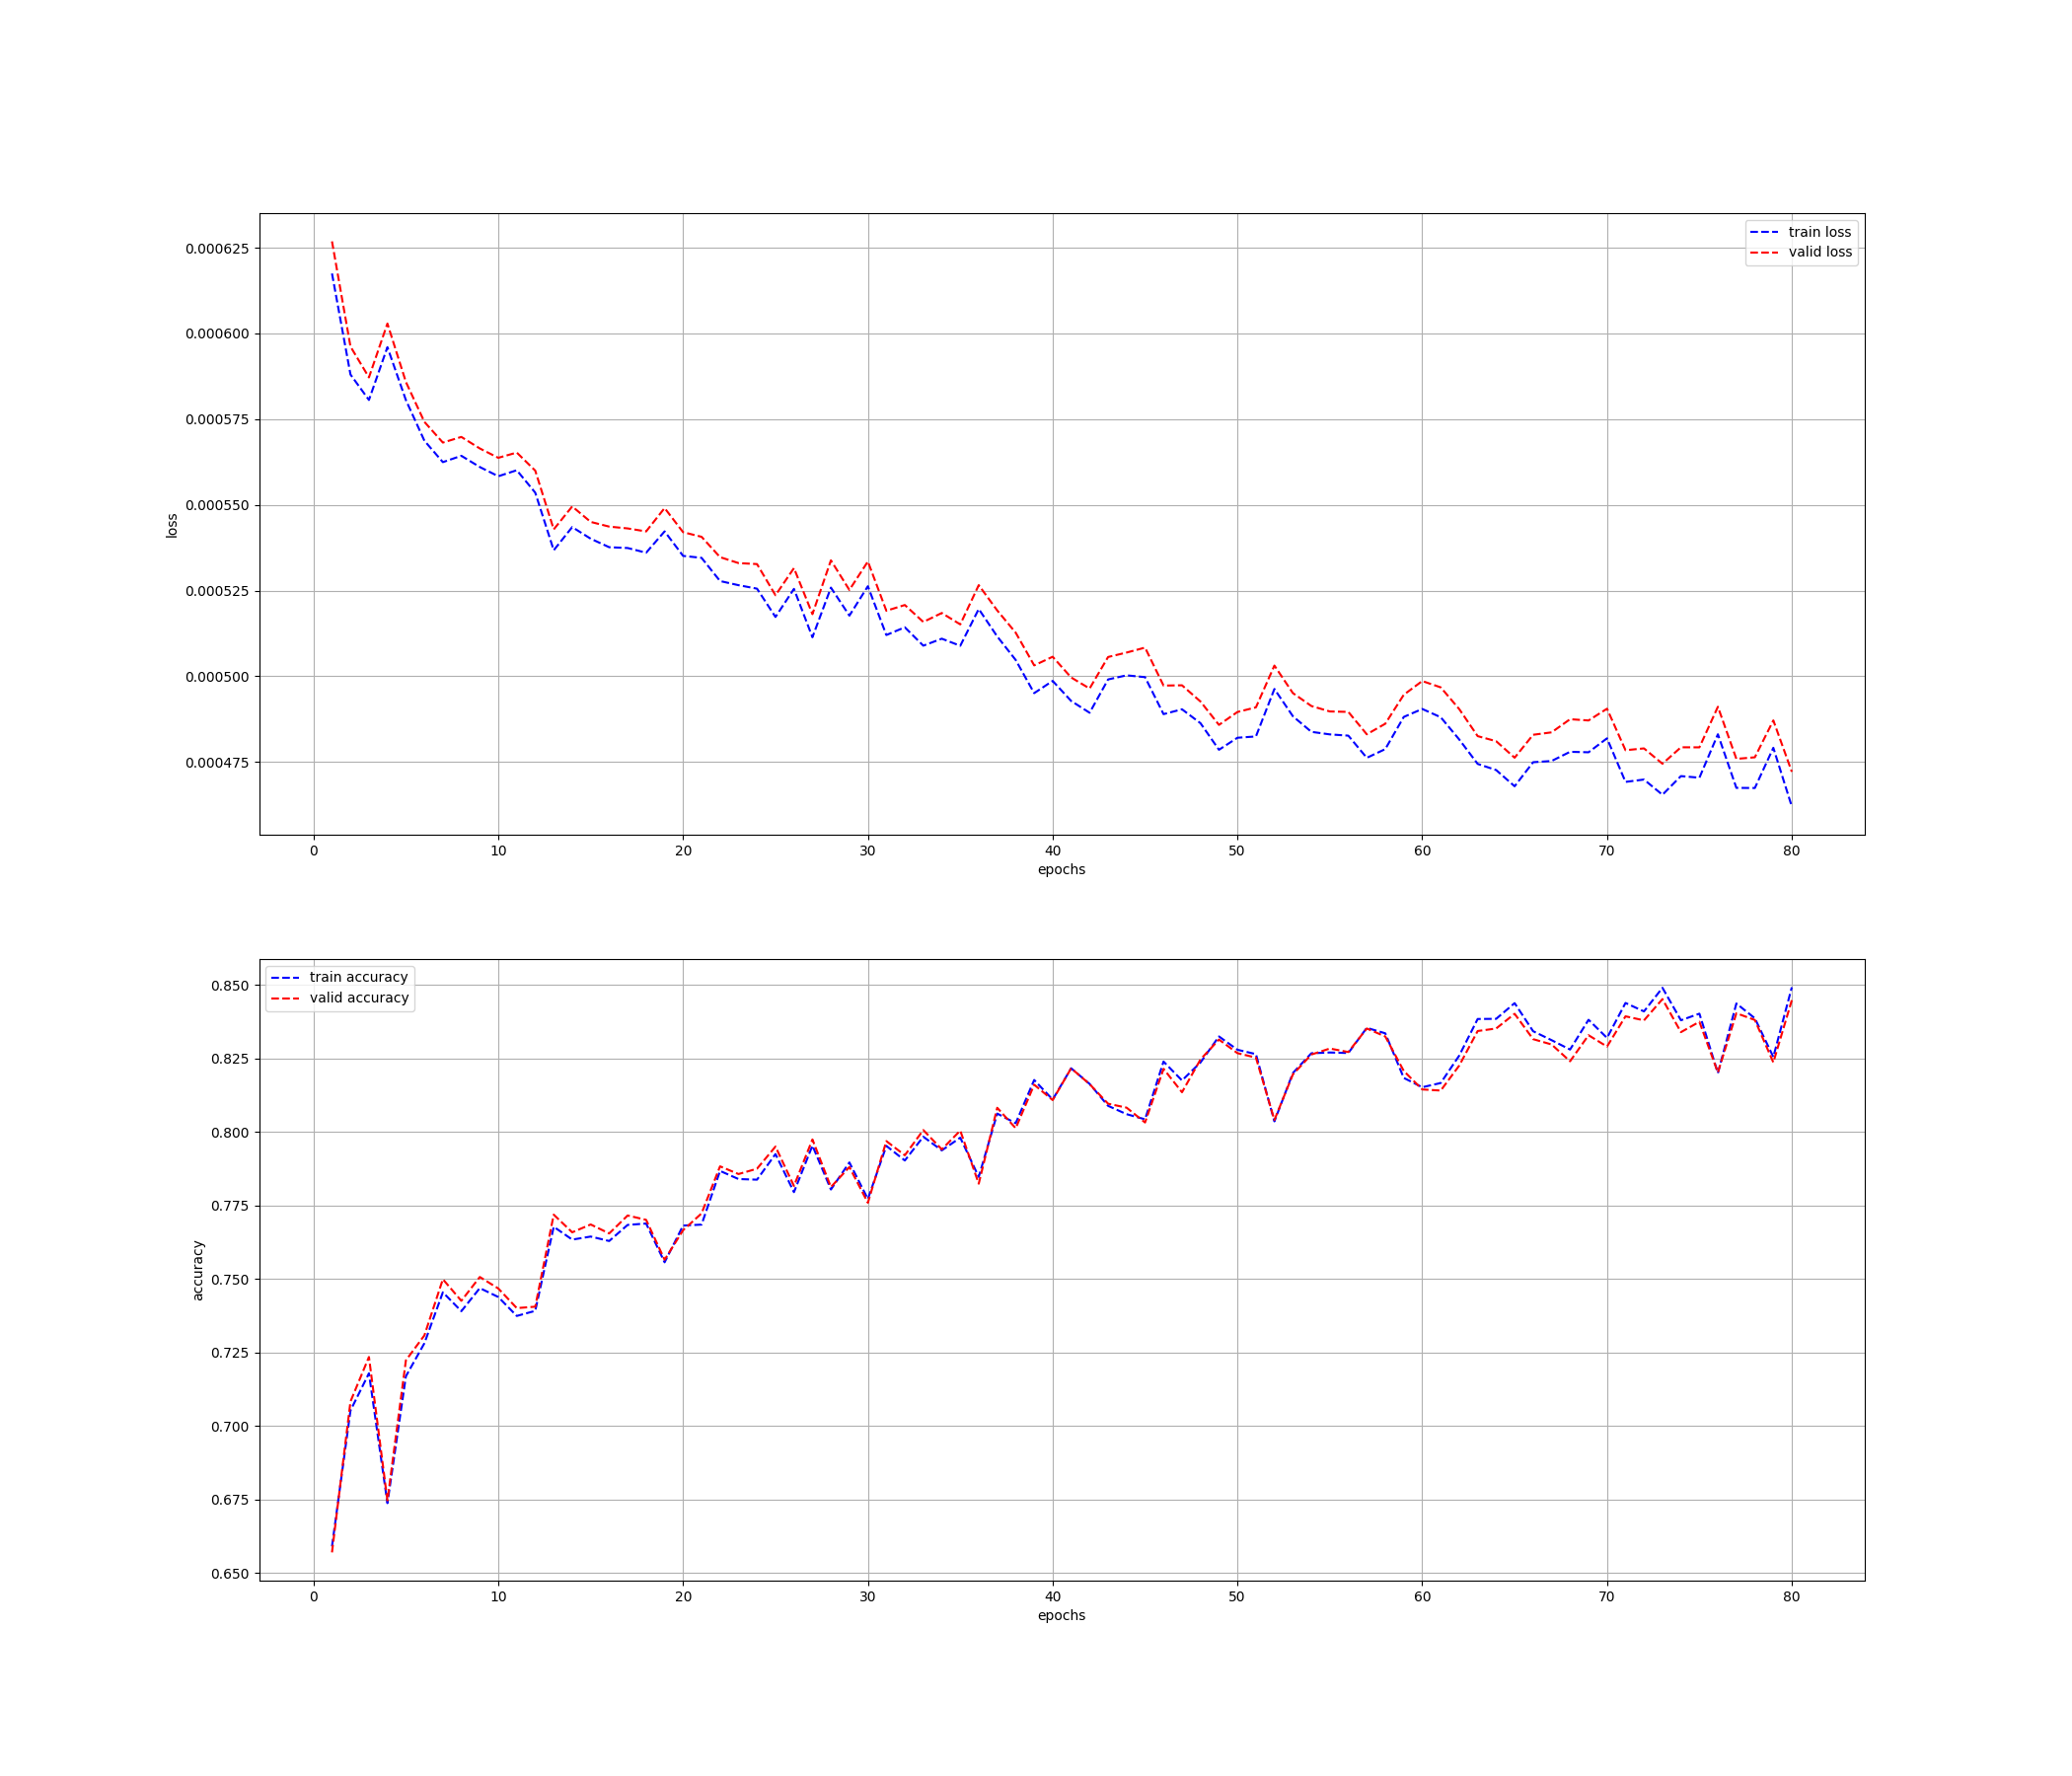 train loss
valid loss
0.000625
0.000600
0.000575
0.000550
0.000525
0.000500
0.000475
loss
0 10 20 30 40 50 60 70 80
epochs
train accuracy
valid accuracy
0.850
0.825
0.800
0.775
0.750
0.725
0.700
0.675
0.650
accuracy
0 10 20 30 40 50 60 70 80
epochs